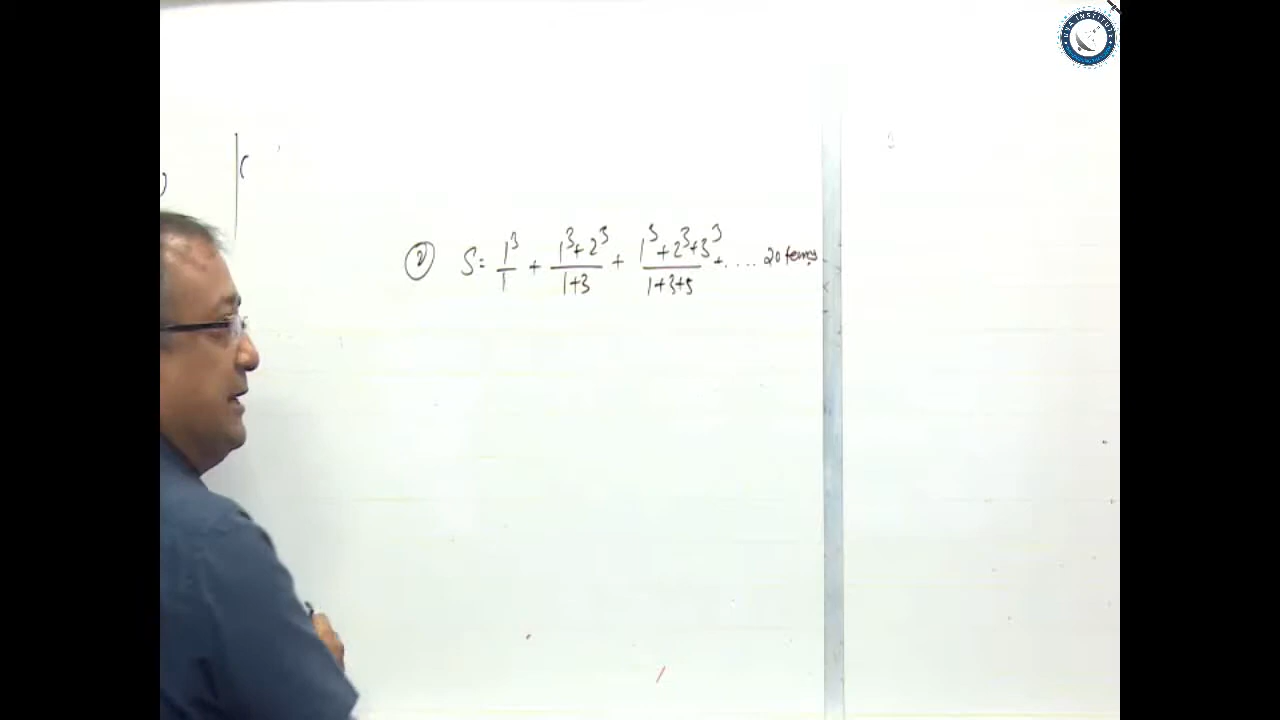 ② S = 1³/1 + (1³+2³)/(1+3) + (1³+2³+3³)/(1+3+5) + .... 20 terms